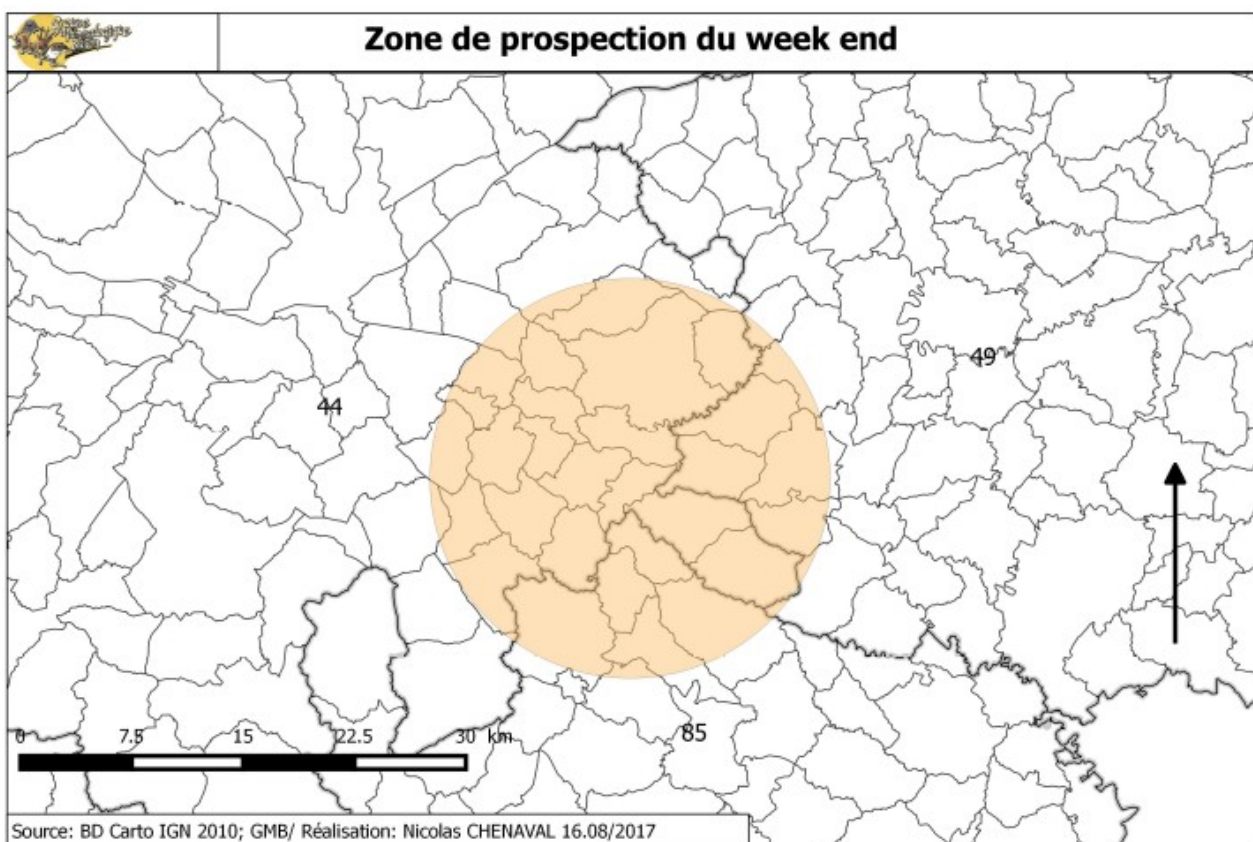 Zone de prospection du week end
44
49
85
0 7.5 15 22.5 30 km
Source: BD Carto IGN 2010; GMB/ Réalisation: Nicolas CHENAVAL 16.08/2017